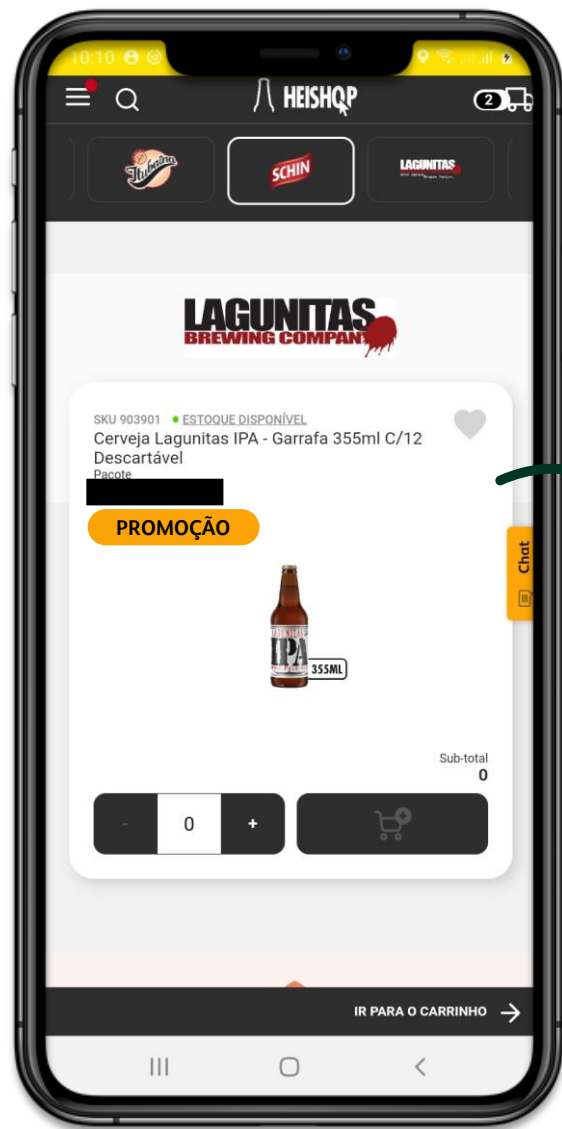 10:10
HEISHOP
2
Itubaína
SCHIN
LAGUNITAS
LAGUNITAS
BREWING COMPANY
SKU 903901 • ESTOQUE DISPONÍVEL
Cerveja Lagunitas IPA - Garrafa 355ml C/12
Descartável
Pacote
PROMOÇÃO
Chat
LAGUNITAS
IPA
355ML
Sub-total
0
- 0 +
IR PARA O CARRINHO